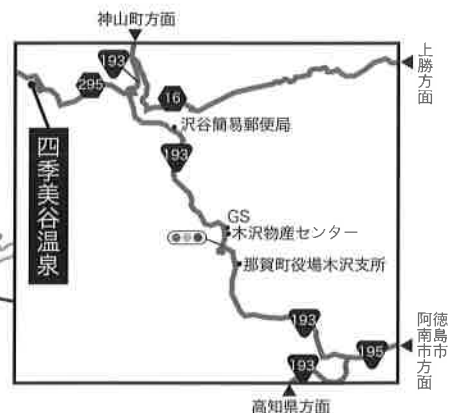 神山町方面
193
295
16
上勝方面
沢谷簡易郵便局
193
四季美谷温泉
GS
木沢物産センター
那賀町役場木沢支所
193
195
193
徳島市
阿南市方面
高知県方面